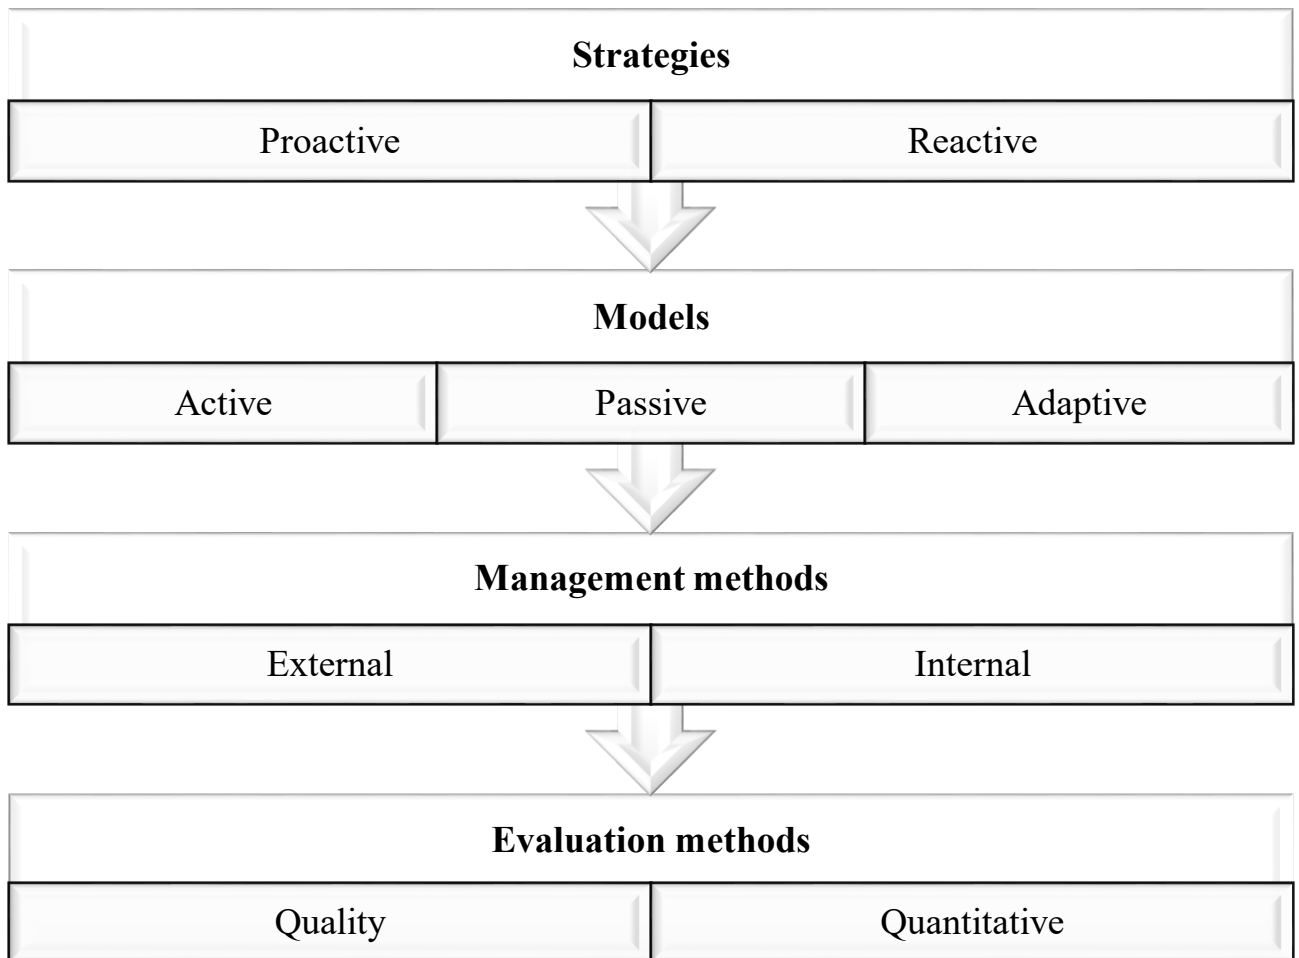 Strategies
Proactive Reactive
Models
Active Passive Adaptive
Management methods
External Internal
Evaluation methods
Quality Quantitative